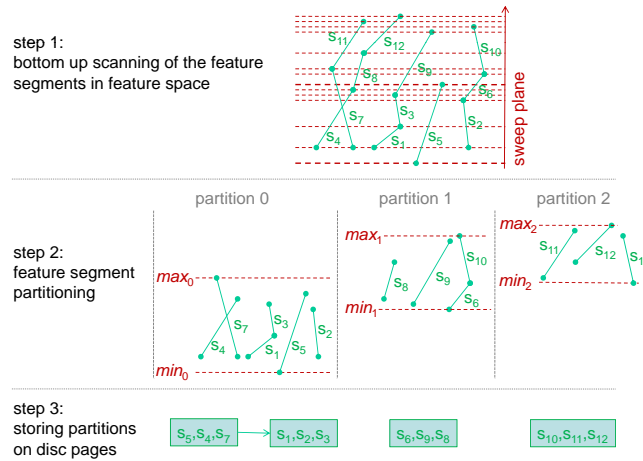 step 1:
bottom up scanning of the feature
segments in feature space
s11
s12
s10
s8
s9
s6
s7
s3
s4
s1
s5
s2
sweep plane
partition 0
partition 1
partition 2
step 2:
feature segment
partitioning
max0
s7
s3
s2
s4
s1
s5
min0
max1
s10
s8
s9
s6
min1
max2
s11
s12
s1
min2
step 3:
storing partitions
on disc pages
s5,s4,s7
s1,s2,s3
s6,s9,s8
s10,s11,s12